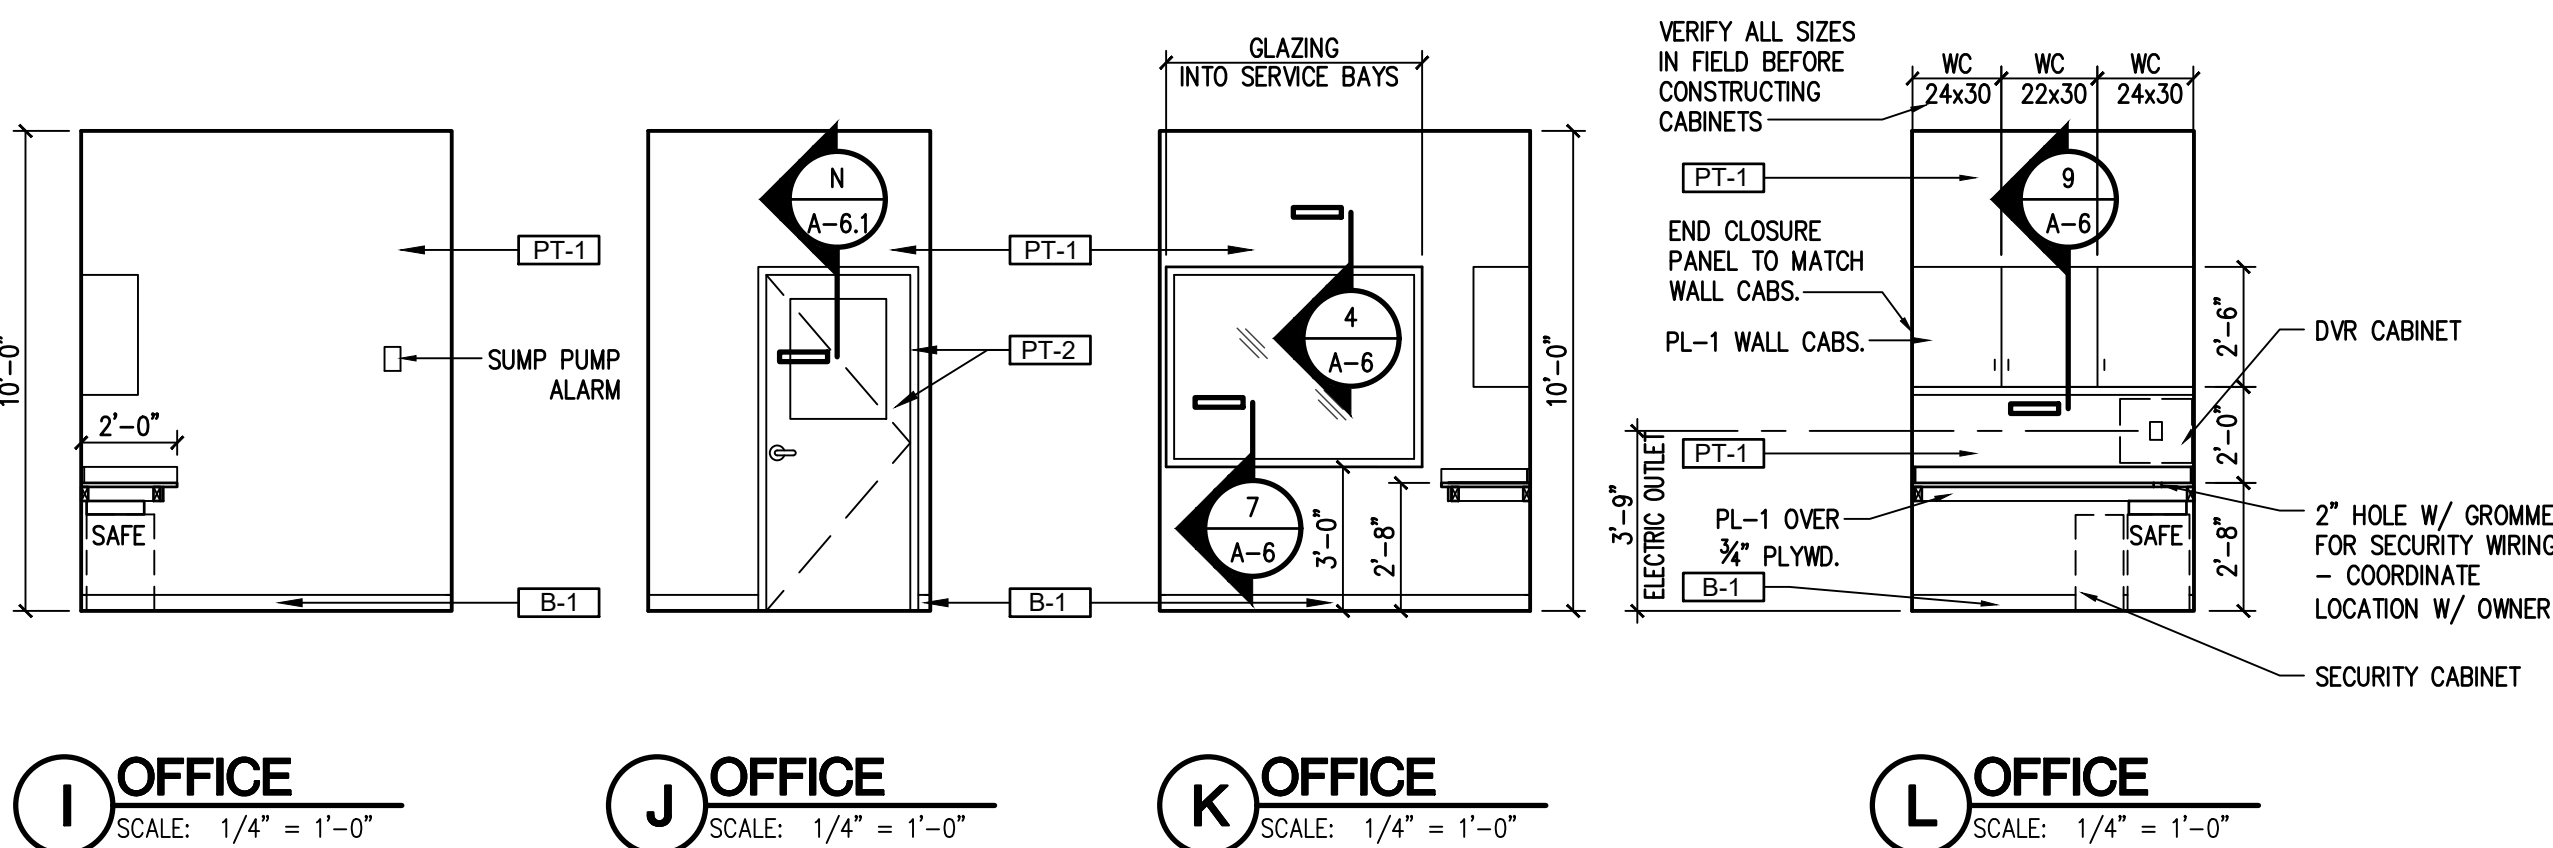 10'-0"
PT-1
SUMP PUMP
ALARM
2'-0"
SAFE
B-1
I
OFFICE
SCALE: 1/4" = 1'-0"
N
A-6.1
PT-1
PT-2
B-1
J
OFFICE
SCALE: 1/4" = 1'-0"
GLAZING
INTO SERVICE BAYS
4
A-6
7
A-6
3'-0"
2'-8"
10'-0"
K
OFFICE
SCALE: 1/4" = 1'-0"
VERIFY ALL SIZES
IN FIELD BEFORE
CONSTRUCTING
CABINETS
WC
24x30
WC
22x30
WC
24x30
PT-1
9
A-6
END CLOSURE
PANEL TO MATCH
WALL CABS.
PL-1 WALL CABS.
2'-6"
DVR CABINET
2'-0"
PT-1
3'-9"
ELECTRIC OUTLET
PL-1 OVER
3/4" PLYWD.
B-1
SAFE
2'-8"
2" HOLE W/ GROMME
FOR SECURITY WIRING
- COORDINATE
LOCATION W/ OWNER
SECURITY CABINET
L
OFFICE
SCALE: 1/4" = 1'-0"